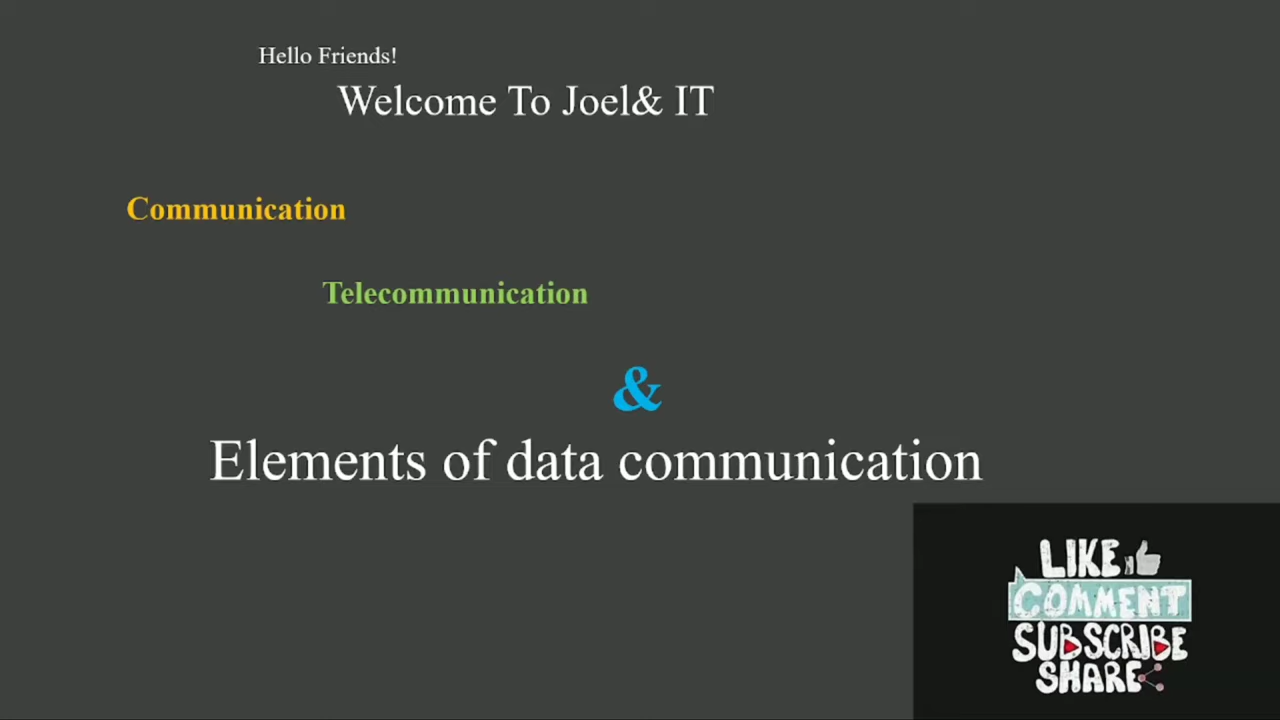 Hello Friends!
Welcome To Joel& IT
Communication
Telecommunication
&
Elements of data communication
LIKE
COMMENT
SUBSCRIBE
SHARE